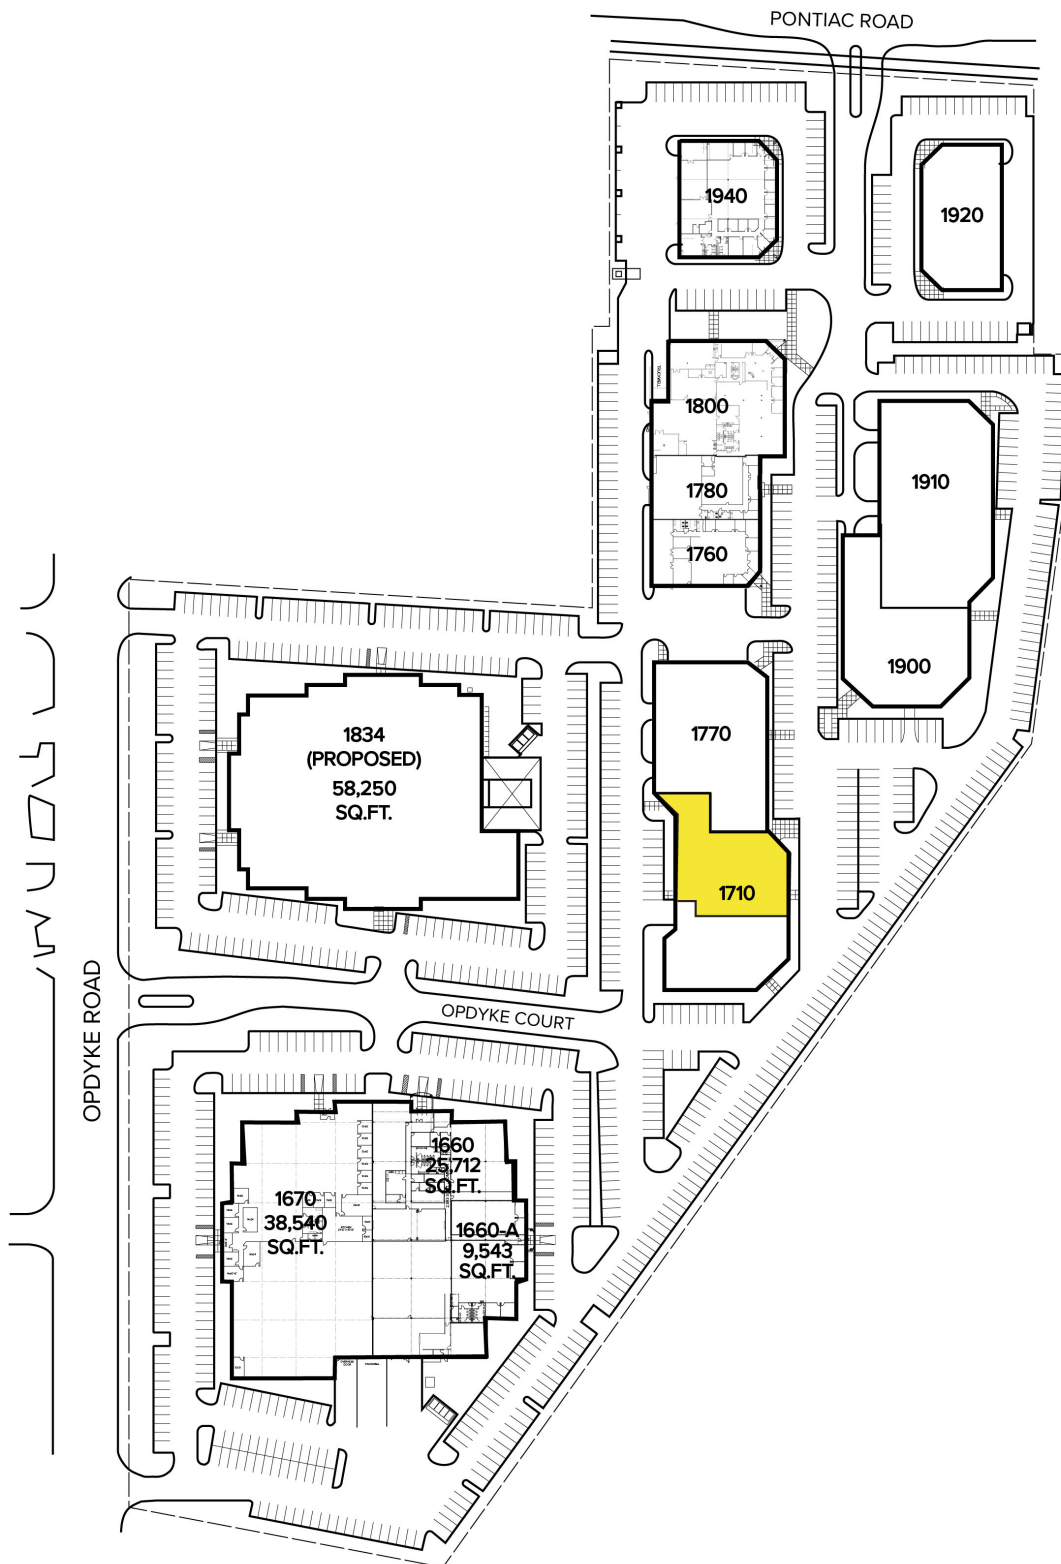 PONTIAC ROAD
1940
1920
TRUCKWELL
1800
1910
1780
1760
1900
1770
1834
(PROPOSED)
58,250
SQ.FT.
1710
OPDYKE ROAD
OPDYKE COURT
1660
25,712
SQ.FT.
1670
38,540
SQ.FT.
1660-A
9,543
SQ.FT.